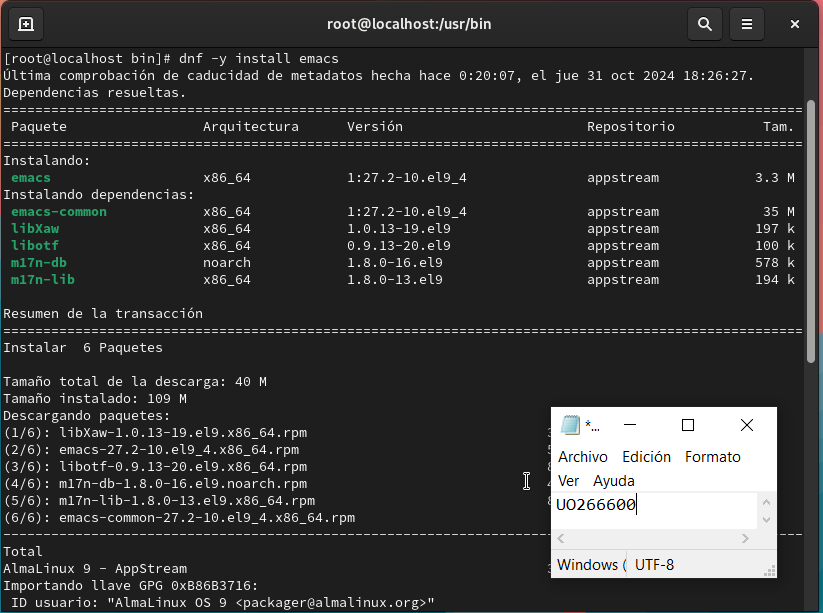 root@localhost:/usr/bin
[root@localhost bin]# dnf -y install emacs
Última comprobación de caducidad de metadatos hecha hace 0:20:07, el jue 31 oct 2024 18:26:27.
Dependencias resueltas.
================================================================================
Paquete Arquitectura Versión Repositorio Tam.
================================================================================
Instalando:
emacs x86_64 1:27.2-10.el9_4 appstream 3.3 M
Instalando dependencias:
emacs-common x86_64 1:27.2-10.el9_4 appstream 35 M
libXaw x86_64 1.0.13-19.el9 appstream 197 k
libotf x86_64 0.9.13-20.el9 appstream 100 k
m17n-db noarch 1.8.0-16.el9 appstream 578 k
m17n-lib x86_64 1.8.0-13.el9 appstream 194 k
Resumen de la transacción
================================================================================
Instalar 6 Paquetes
Tamaño total de la descarga: 40 M
Tamaño instalado: 109 M
Descargando paquetes:
(1/6): libXaw-1.0.13-19.el9.x86_64.rpm
(2/6): emacs-27.2-10.el9_4.x86_64.rpm
(3/6): libotf-0.9.13-20.el9.x86_64.rpm
(4/6): m17n-db-1.8.0-16.el9.noarch.rpm
(5/6): m17n-lib-1.8.0-13.el9.x86_64.rpm
(6/6): emacs-common-27.2-10.el9_4.x86_64.rpm
--------------------------------------------------------------------------------
Total
AlmaLinux 9 - AppStream
Importando llave GPG 0xB86B3716:
ID usuario: "AlmaLinux OS 9 <packager@almalinux.org>"
*...
Archivo Edición Formato
Ver Ayuda
UO266600
Windows ( UTF-8